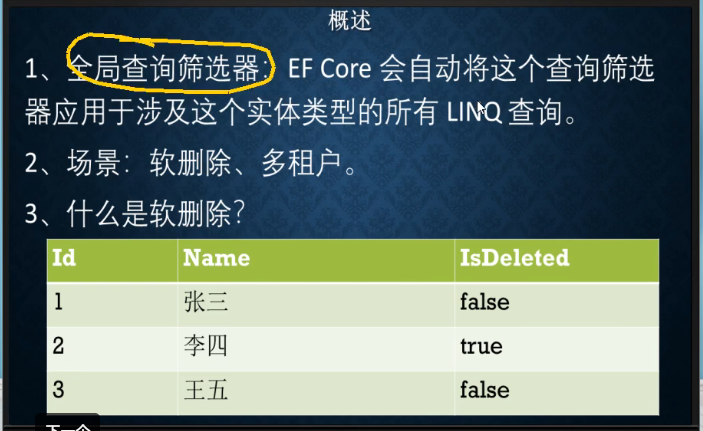 概述
1、全局查询筛选器：EF Core 会自动将这个查询筛选
器应用于涉及这个实体类型的所有 LINQ 查询。
2、场景：软删除、多租户。
3、什么是软删除？
Id Name IsDeleted
1 张三 false
2 李四 true
3 王五 false
下一个